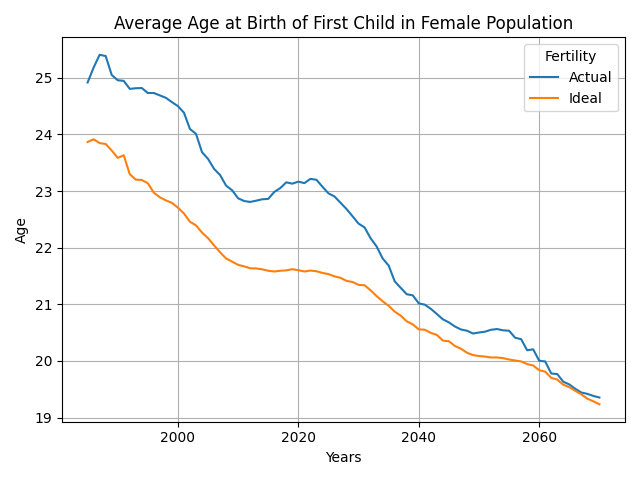 Average Age at Birth of First Child in Female Population
Fertility
Actual
Ideal
Age
25
24
23
22
21
20
19
2000
2020
2040
2060
Years